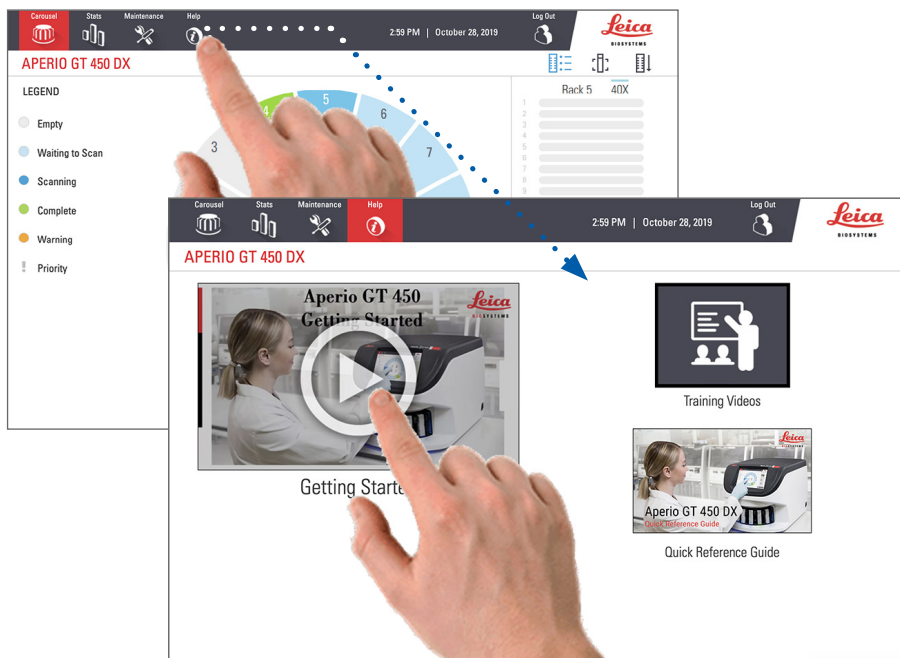 Carousel Stats Maintenance Help
2:59 PM | October 28, 2019
Log Out
Leica
BIOSYSTEMS
APERIO GT 450 DX
LEGEND
Empty
Waiting to Scan
Scanning
Complete
Warning
Priority
3
4
5
6
7
Rack 5 40X
1
2
3
4
5
6
7
8
9
Carousel Stats Maintenance Help
2:59 PM | October 28, 2019
Log Out
Leica
BIOSYSTEMS
APERIO GT 450 DX
Aperio GT 450
Getting Started
Leica
BIOSYSTEMS
Getting Starte
Training Videos
Leica
Aperio GT 450 DX
Quick Reference Guide
Quick Reference Guide